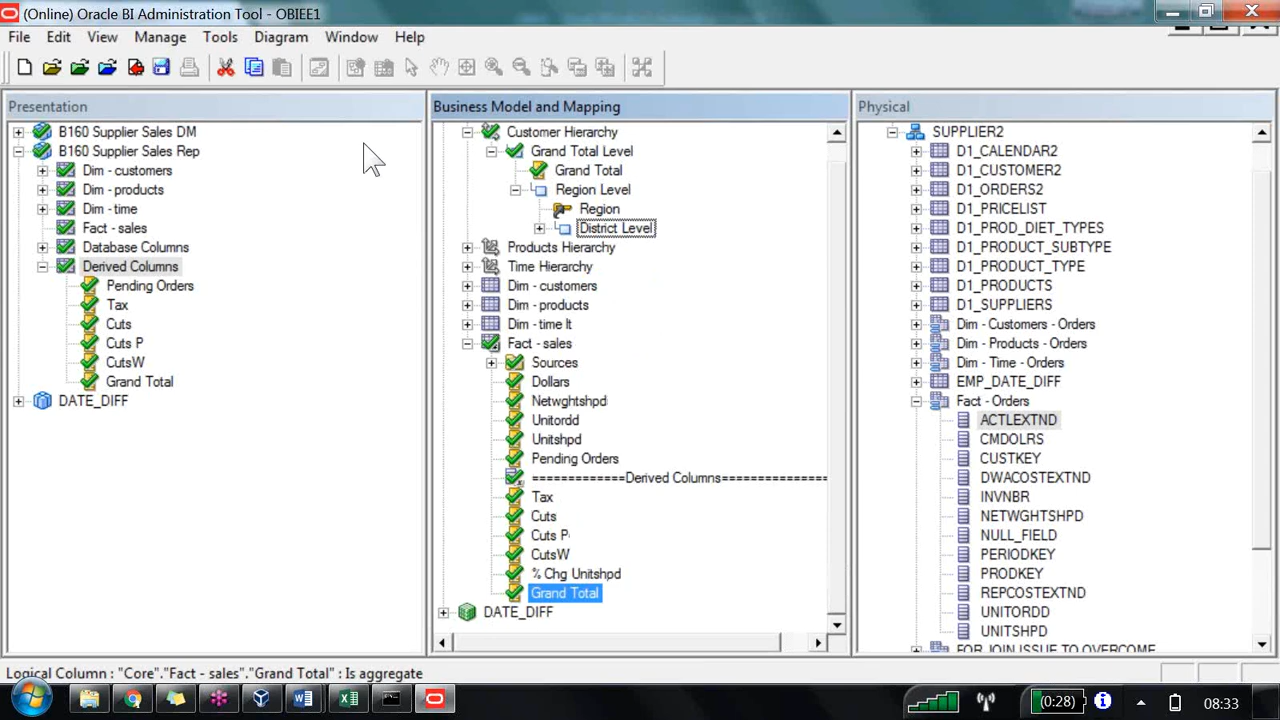 (Online) Oracle BI Administration Tool - OBIEE1
File Edit View Manage Tools Diagram Window Help
Presentation
B160 Supplier Sales DM
B160 Supplier Sales Rep
Dim - customers
Dim - products
Dim - time
Fact - sales
Database Columns
Derived Columns
Pending Orders
Tax
Cuts
Cuts P
CutsW
Grand Total
DATE_DIFF
Business Model and Mapping
Customer Hierarchy
Grand Total Level
Grand Total
Region Level
Region
District Level
Products Hierarchy
Time Hierarchy
Dim - customers
Dim - products
Dim - time lt
Fact - sales
Sources
Dollars
Netwghtshpd
Unitordd
Unitshpd
Pending Orders
=============Derived Columns===============
Tax
Cuts
Cuts P
CutsW
% Chg Unitshpd
Grand Total
DATE_DIFF
Physical
SUPPLIER2
D1_CALENDAR2
D1_CUSTOMER2
D1_ORDERS2
D1_PRICELIST
D1_PROD_DIET_TYPES
D1_PRODUCT_SUBTYPE
D1_PRODUCT_TYPE
D1_PRODUCTS
D1_SUPPLIERS
Dim - Customers - Orders
Dim - Products - Orders
Dim - Time - Orders
EMP_DATE_DIFF
Fact - Orders
ACTLEXTND
CMDOLRS
CUSTKEY
DWACOSTEXTND
INVNBR
NETWGHTSHPD
NULL_FIELD
PERIODKEY
PRODKEY
REPCOSTEXTND
UNITORDD
UNITSHPD
FOR JOIN ISSUE TO OVERCOME
Logical Column : "Core"."Fact - sales"."Grand Total" : Is aggregate
(0:28)
08:33